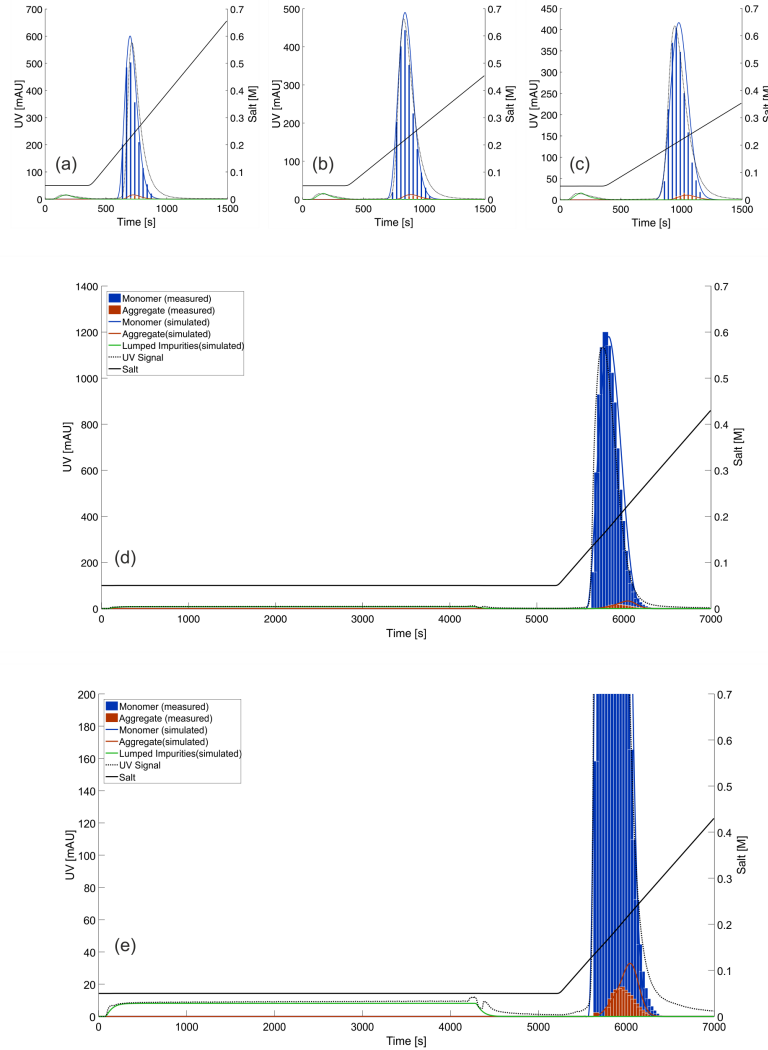 700
600
500
400
300
200
100
0
UV [mAU]
0.7
0.6
0.5
0.4
0.3
0.2
0.1
0
Salt [M]
(a)
0 500 1000 1500
Time [s]
500
400
300
200
100
0
UV [mAU]
0.7
0.6
0.5
0.4
0.3
0.2
0.1
0
Salt [M]
(b)
0 500 1000 1500
Time [s]
450
400
350
300
250
200
150
100
50
0
UV [mAU]
0.7
0.6
0.5
0.4
0.3
0.2
0.1
0
Salt [M]
(c)
0 500 1000 1500
Time [s]
1400
1200
1000
800
600
400
200
0
UV [mAU]
Monomer (measured)
Aggregate (measured)
Monomer (simulated)
Aggregate(simulated)
Lumped Impurities(simulated)
UV Signal
Salt
0.7
0.6
0.5
0.4
0.3
0.2
0.1
0
Salt [M]
(d)
0 1000 2000 3000 4000 5000 6000 7000
Time [s]
200
180
160
140
120
100
80
60
40
20
0
UV [mAU]
Monomer (measured)
Aggregate (measured)
Monomer (simulated)
Aggregate(simulated)
Lumped Impurities(simulated)
UV Signal
Salt
0.7
0.6
0.5
0.4
0.3
0.2
0.1
0
Salt [M]
(e)
0 1000 2000 3000 4000 5000 6000 7000
Time [s]